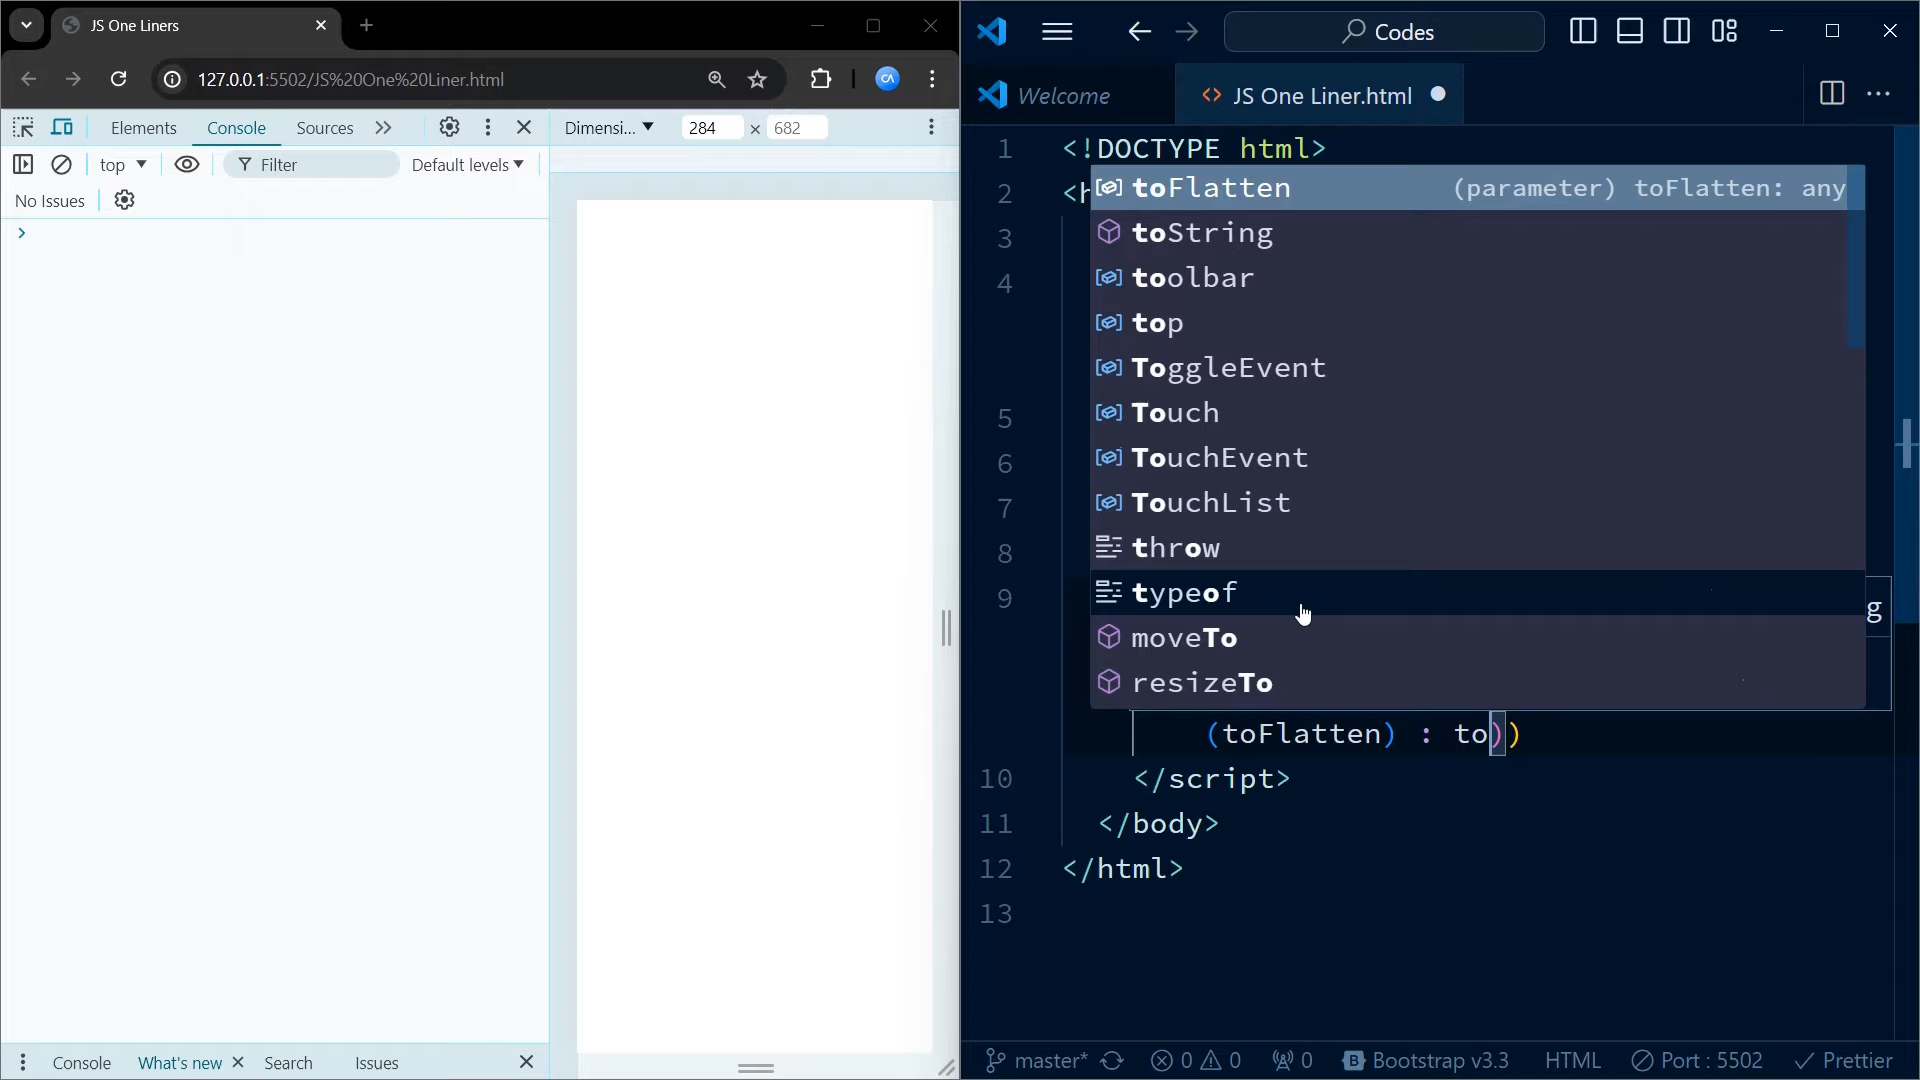 JS One Liners
127.0.0.1:5502/JS%20One%20Liner.html
Elements Console Sources
Dimensi... 284 × 682
top Filter Default levels
No Issues
Console What's new Search Issues
Codes
Welcome JS One Liner.html
1 <!DOCTYPE html>
2 <h
3
4
5
6
7
8
9
toFlatten (parameter) toFlatten: any
toString
toolbar
top
ToggleEvent
Touch
TouchEvent
TouchList
throw
typeof
moveTo
resizeTo
g
(toFlatten) : to))
10 </script>
11 </body>
12 </html>
13
master* 0 0 0 Bootstrap v3.3 HTML Port : 5502 Prettier